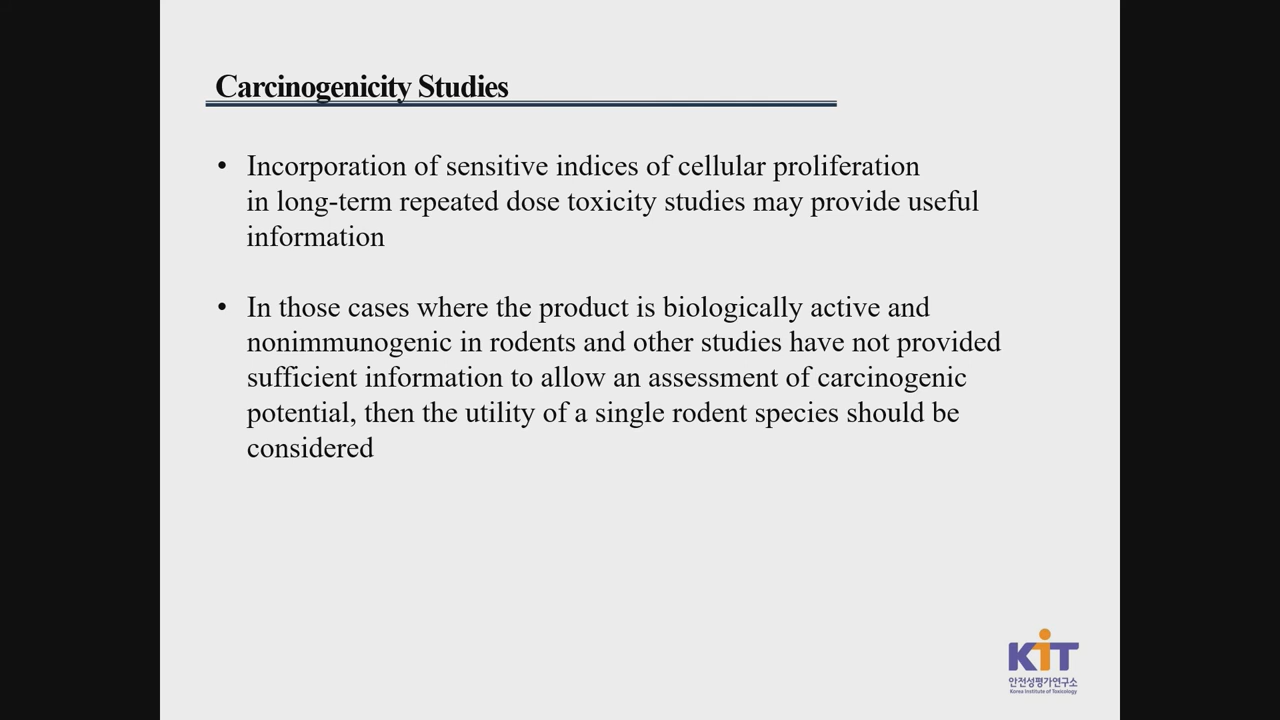 Carcinogenicity Studies
• Incorporation of sensitive indices of cellular proliferation
in long-term repeated dose toxicity studies may provide useful
information
• In those cases where the product is biologically active and
nonimmunogenic in rodents and other studies have not provided
sufficient information to allow an assessment of carcinogenic
potential, then the utility of a single rodent species should be
considered
KIT
안전성평가연구소
Korea Institute of Toxicology